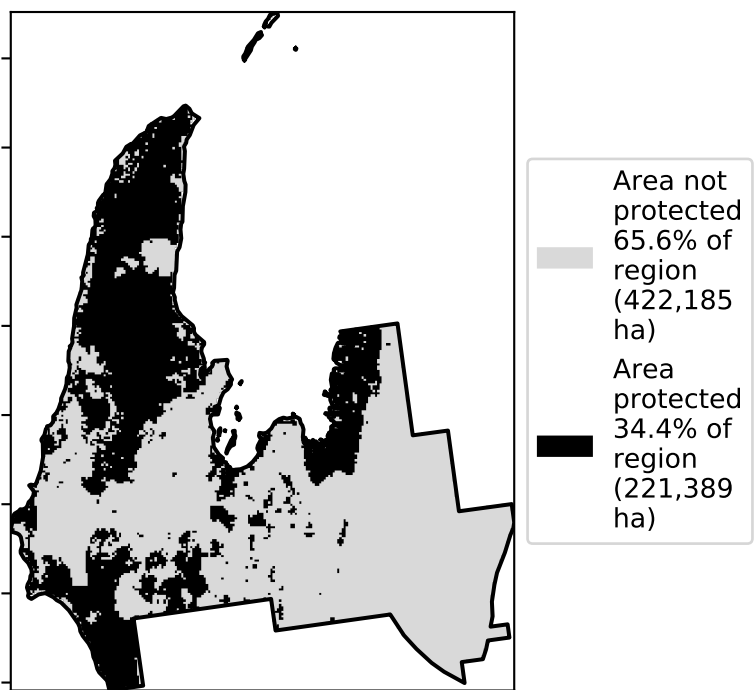 Area not
protected
65.6% of
region
(422,185
ha)
Area
protected
34.4% of
region
(221,389
ha)